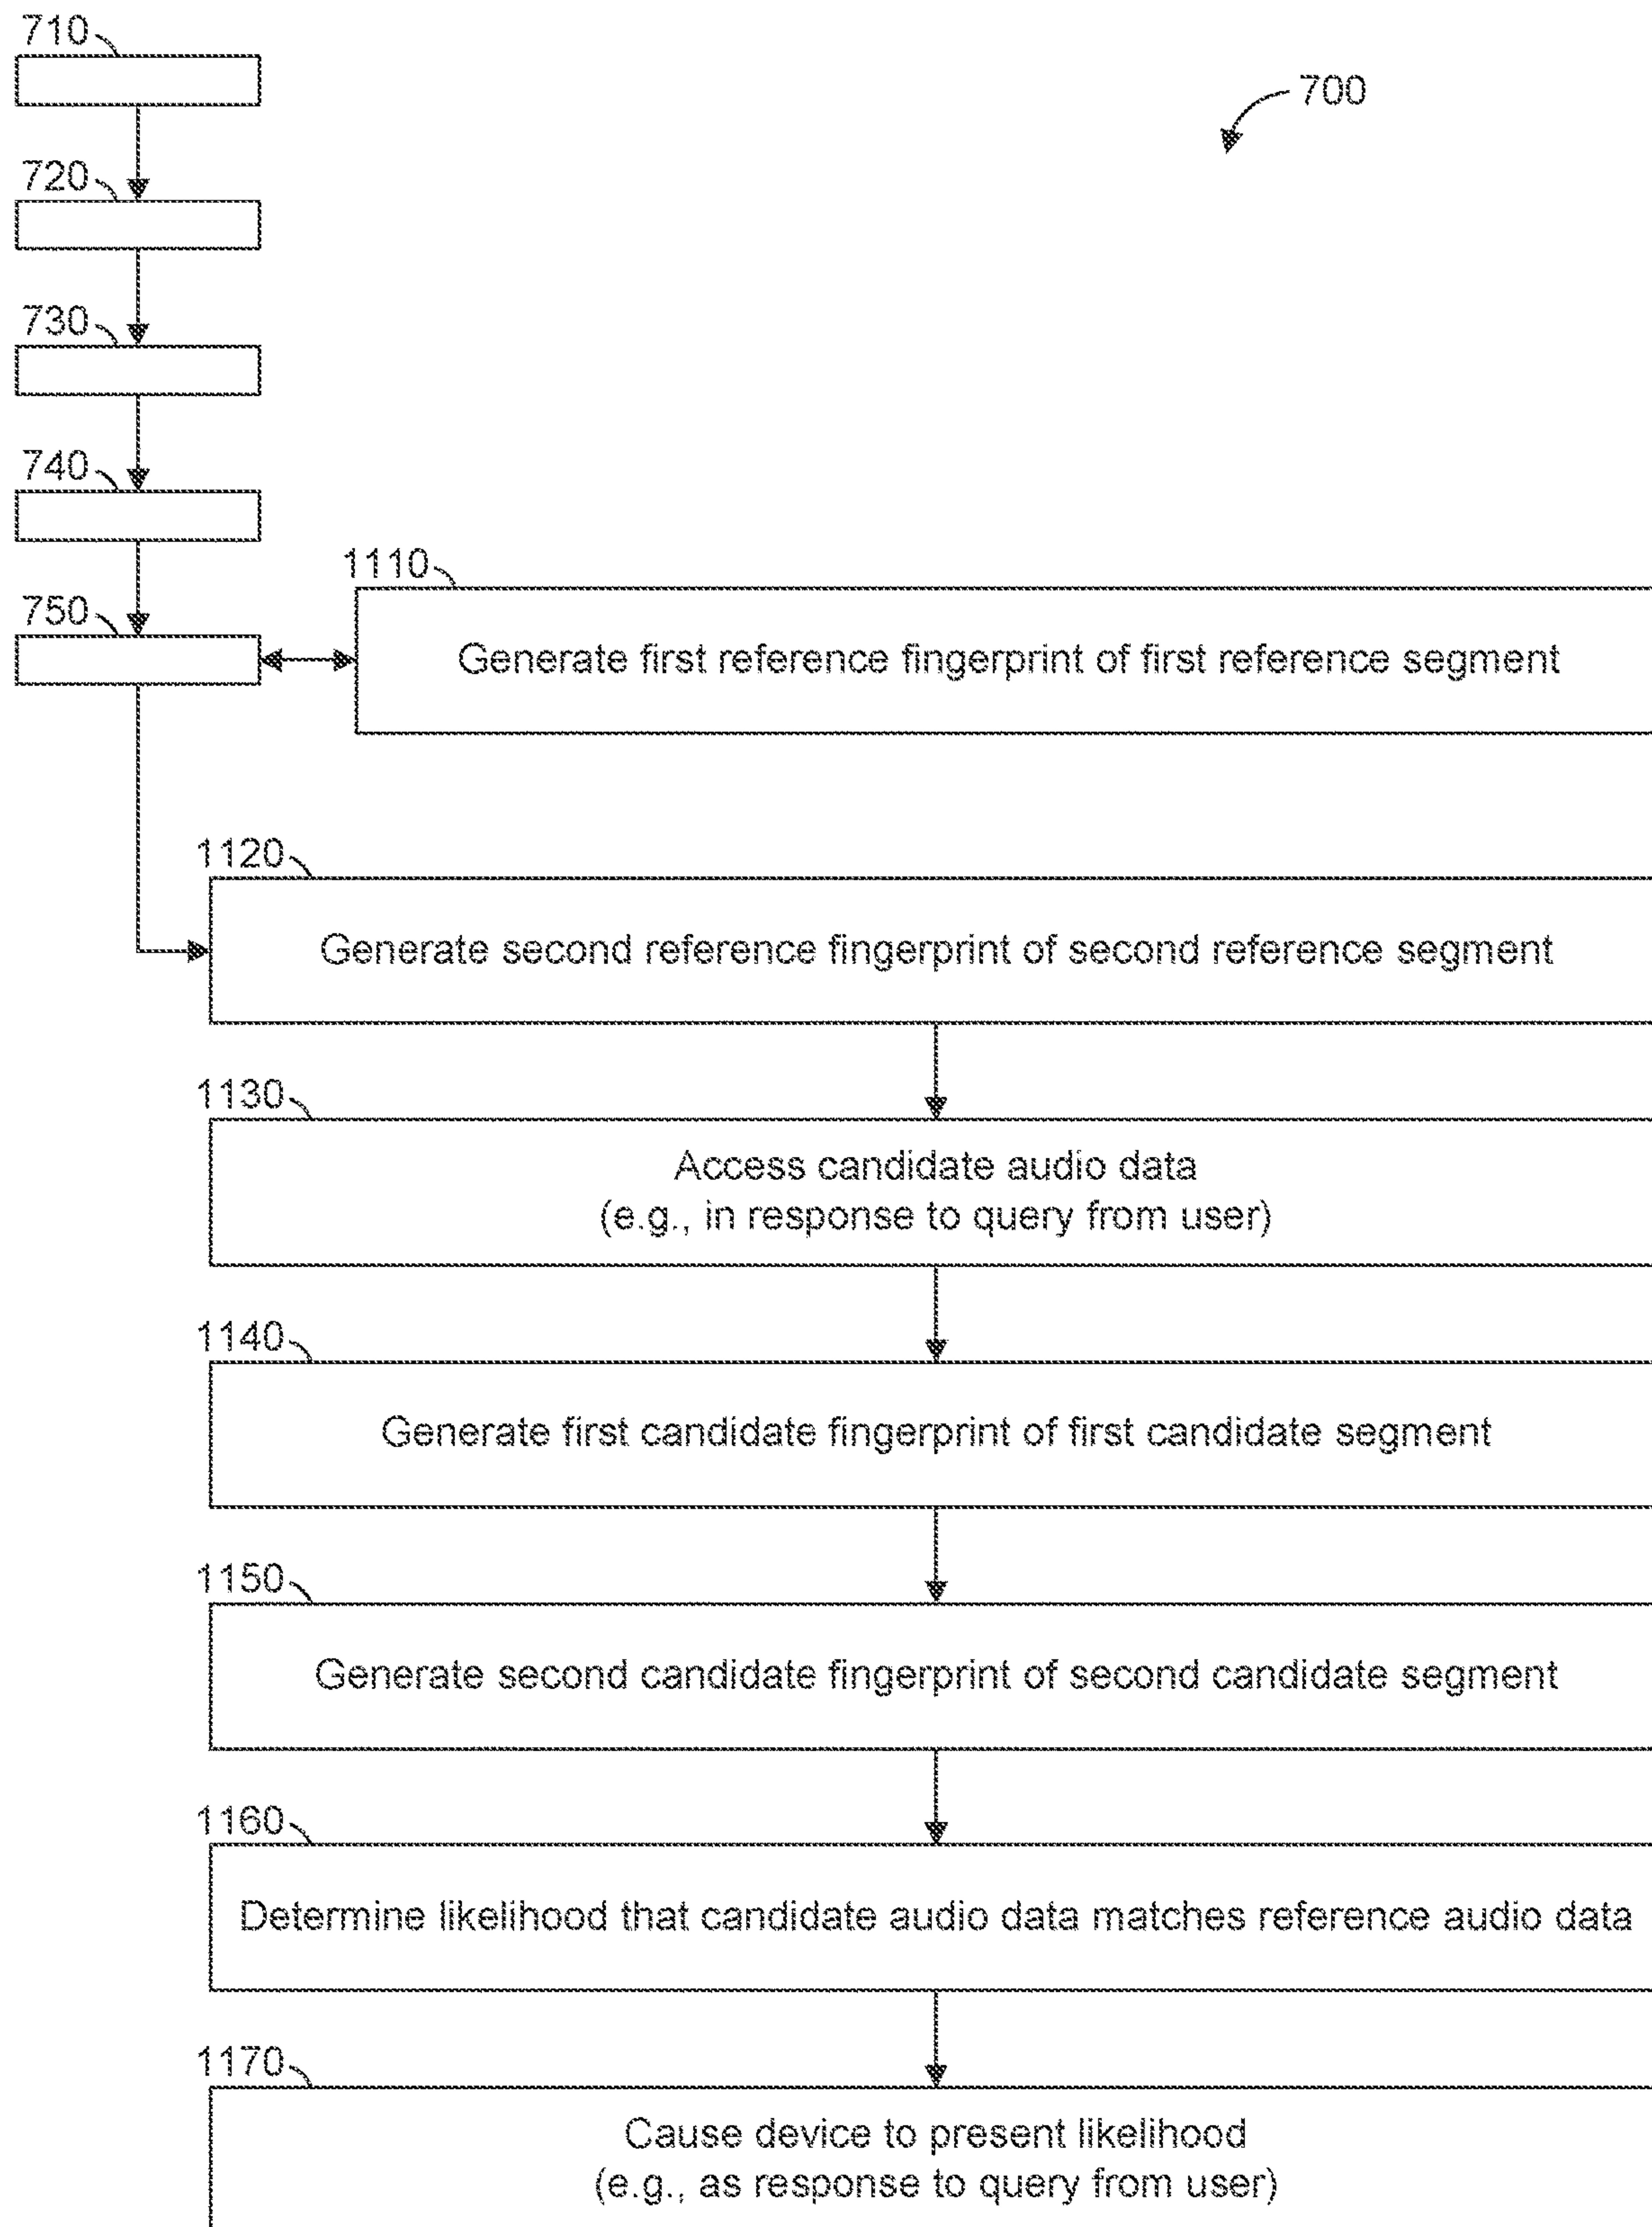 710
700
720
730
740
1110
750
Generate first reference fingerprint of first reference segment
1120
Generate second reference fingerprint of second reference segment
1130
Access candidate audio data
(e.g., in response to query from user)
1140
Generate first candidate fingerprint of first candidate segment
1150
Generate second candidate fingerprint of second candidate segment
1160
Determine likelihood that candidate audio data matches reference audio data
1170
Cause device to present likelihood
(e.g., as response to query from user)